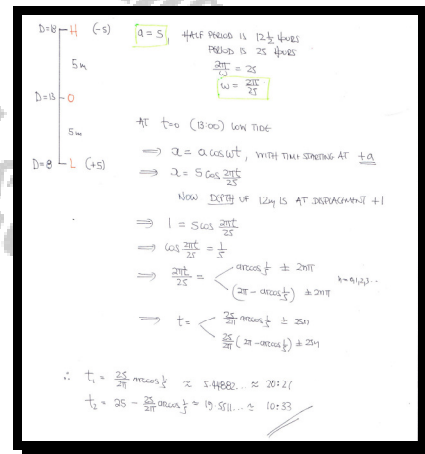 D=18 H (-5)
a = 5, HALF PERIOD IS 12½ HOURS
PERIOD IS 25 HOURS
2π/ω = 25
ω = 2π/25
5m
D=13 O
5m
D=8 L (+5)
AT t=0 (13:00) LOW TIDE
⇒ x = a cos ωt, WITH TIME STARTING AT +a
⇒ x = 5 cos 2πt/25
NOW DEPTH OF 12m IS AT DISPLACEMENT +1
⇒ 1 = 5 cos 2πt/25
⇒ cos 2πt/25 = 1/5
⇒ 2πt/25 = < arccos 1/5 ± 2nπ
(2π - arccos 1/5) ± 2nπ n=0,1,2,3...
⇒ t = < 25/2π arccos 1/5 ± 25n
25/2π (2π - arccos 1/5) ± 25n
∴ t₁ = 25/2π arccos 1/5 ≈ 5.44882... ≈ 20:21
t₂ = 25 - 25/2π arccos 1/5 ≈ 19.5511... ≈ 10:33